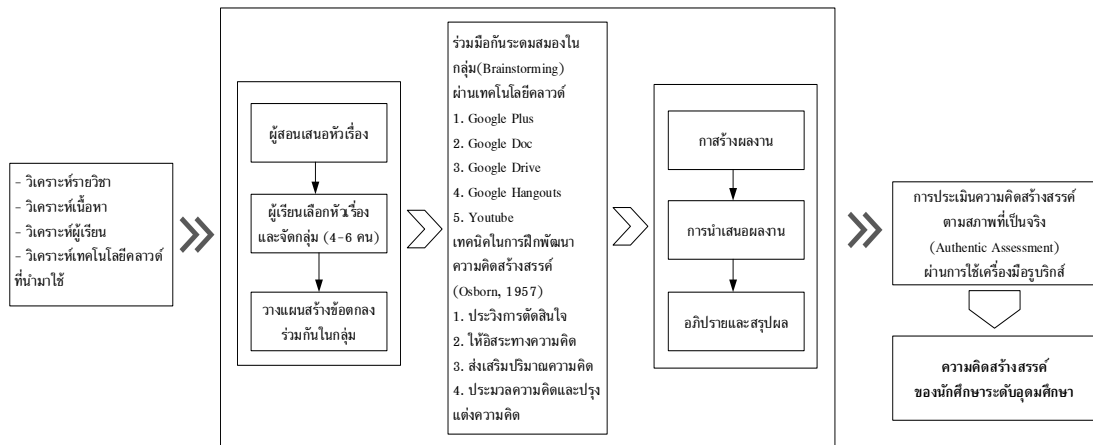 - วิเคราะห์รายวิชา
- วิเคราะห์เนื้อหา
- วิเคราะห์ผู้เรียน
- วิเคราะห์เทคโนโลยีคลาวด์
ที่นำมาใช้
ผู้สอนเสนอหัวเรื่อง
ผู้เรียนเลือกหัวเรื่อง
และจัดกลุ่ม (4-6 คน)
วางแผนสร้างข้อตกลง
ร่วมกันในกลุ่ม
ร่วมมือกันระดมสมองใน
กลุ่ม(Brainstorming)
ผ่านเทคโนโลยีคลาวด์
1. Google Plus
2. Google Doc
3. Google Drive
4. Google Hangouts
5. Youtube
เทคนิคในการฝึกพัฒนา
ความคิดสร้างสรรค์
(Osborn, 1957)
1. ประวิงการตัดสินใจ
2. ให้อิสระทางความคิด
3. ส่งเสริมปริมาณความคิด
4. ประมวลความคิดและปรุง
แต่งความคิด
กาสร้างผลงาน
การนำเสนอผลงาน
อภิปรายและสรุปผล
การประเมินความคิดสร้างสรรค์
ตามสภาพที่เป็นจริง
(Authentic Assessment)
ผ่านการใช้เครื่องมือรูบริกส์
ความคิดสร้างสรรค์
ของนักศึกษาระดับอุดมศึกษา